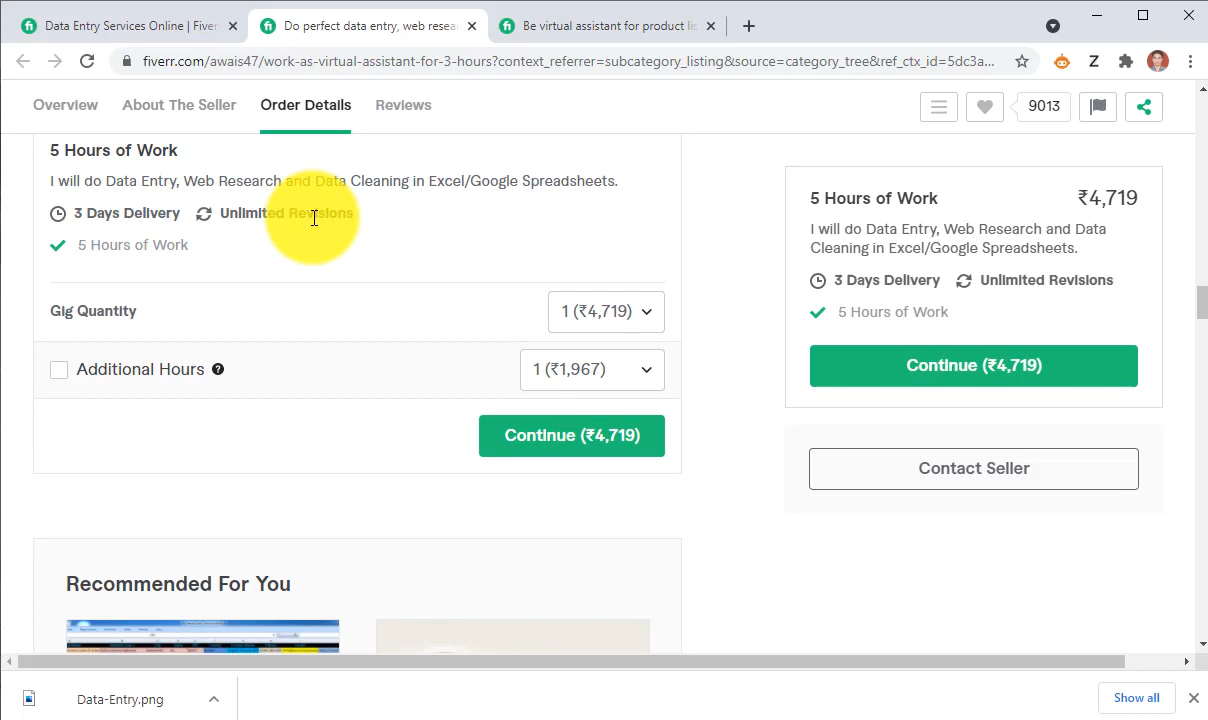 Data Entry Services Online | Fiver
Do perfect data entry, web resea
Be virtual assistant for product lis
fiverr.com/awais47/work-as-virtual-assistant-for-3-hours?context_referrer=subcategory_listing&source=category_tree&ref_ctx_id=5dc3a...
Overview
About The Seller
Order Details
Reviews
9013
5 Hours of Work
I will do Data Entry, Web Research and Data Cleaning in Excel/Google Spreadsheets.
3 Days Delivery
Unlimited Revisions
5 Hours of Work
Gig Quantity
1 (₹4,719)
Additional Hours
1 (₹1,967)
Continue (₹4,719)
5 Hours of Work
₹4,719
I will do Data Entry, Web Research and Data
Cleaning in Excel/Google Spreadsheets.
3 Days Delivery
Unlimited Revisions
5 Hours of Work
Continue (₹4,719)
Contact Seller
Recommended For You
Data-Entry.png
Show all